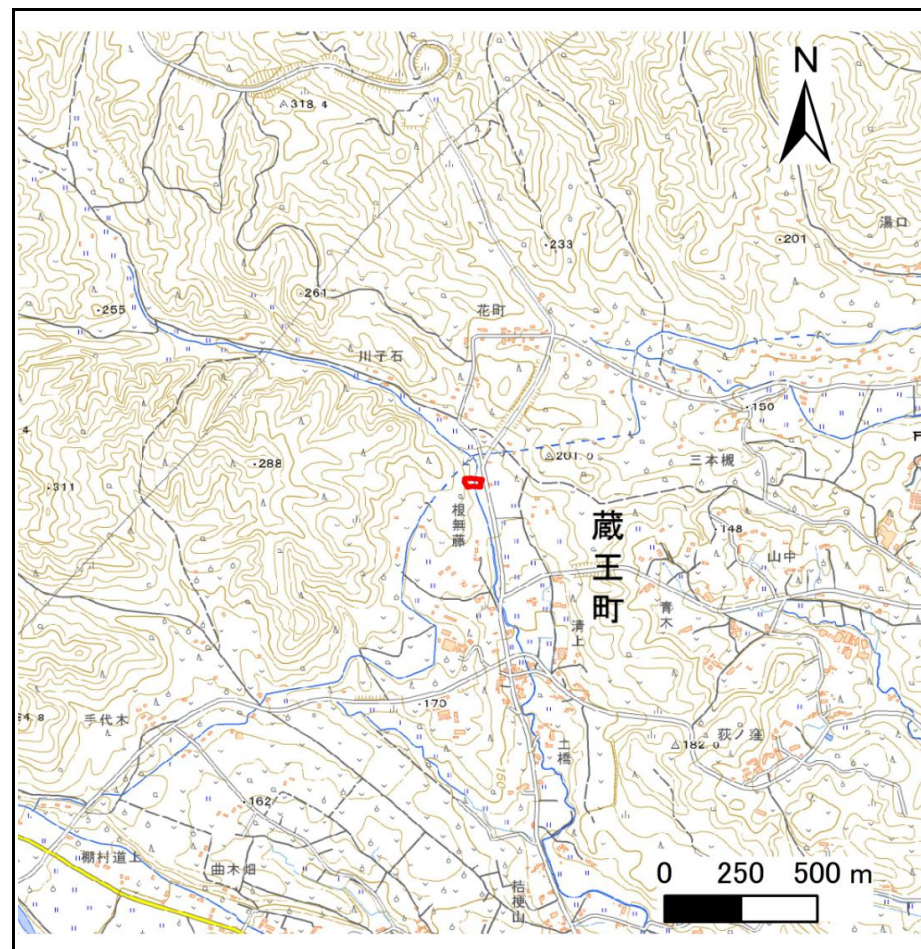 N
318.4
湯口
233
201
261
255
花町
川子石
150
三本槻
201.0
288
311
根無藤
蔵王町
148
山中
青木
清上
170
手代木
荻ノ窪
182.0
土橋
162
棚村道上
曲木畑
桔梗山
0 250 500 m